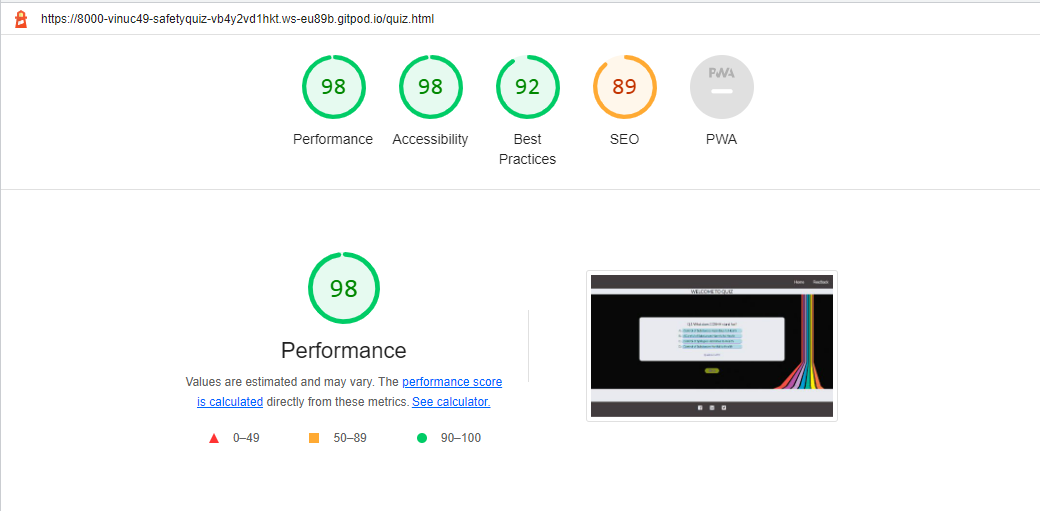 https://8000-vinuc49-safetyquiz-vb4y2vd1hkt.ws-eu89b.gitpod.io/quiz.html
98
98
92
89
PWA
Performance
Accessibility
Best
Practices
SEO
PWA
98
Performance
Values are estimated and may vary. The performance score
is calculated directly from these metrics. See calculator.
0–49
50–89
90–100
Home
Feedback
WELCOME TO QUIZ